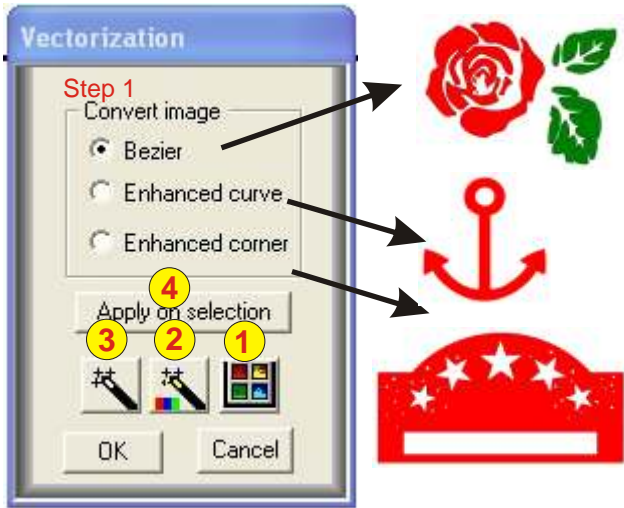 Vectorization
Step 1
Convert image
Bezier
Enhanced curve
Enhanced corner
4
Apply on selection
3 2 1
OK Cancel